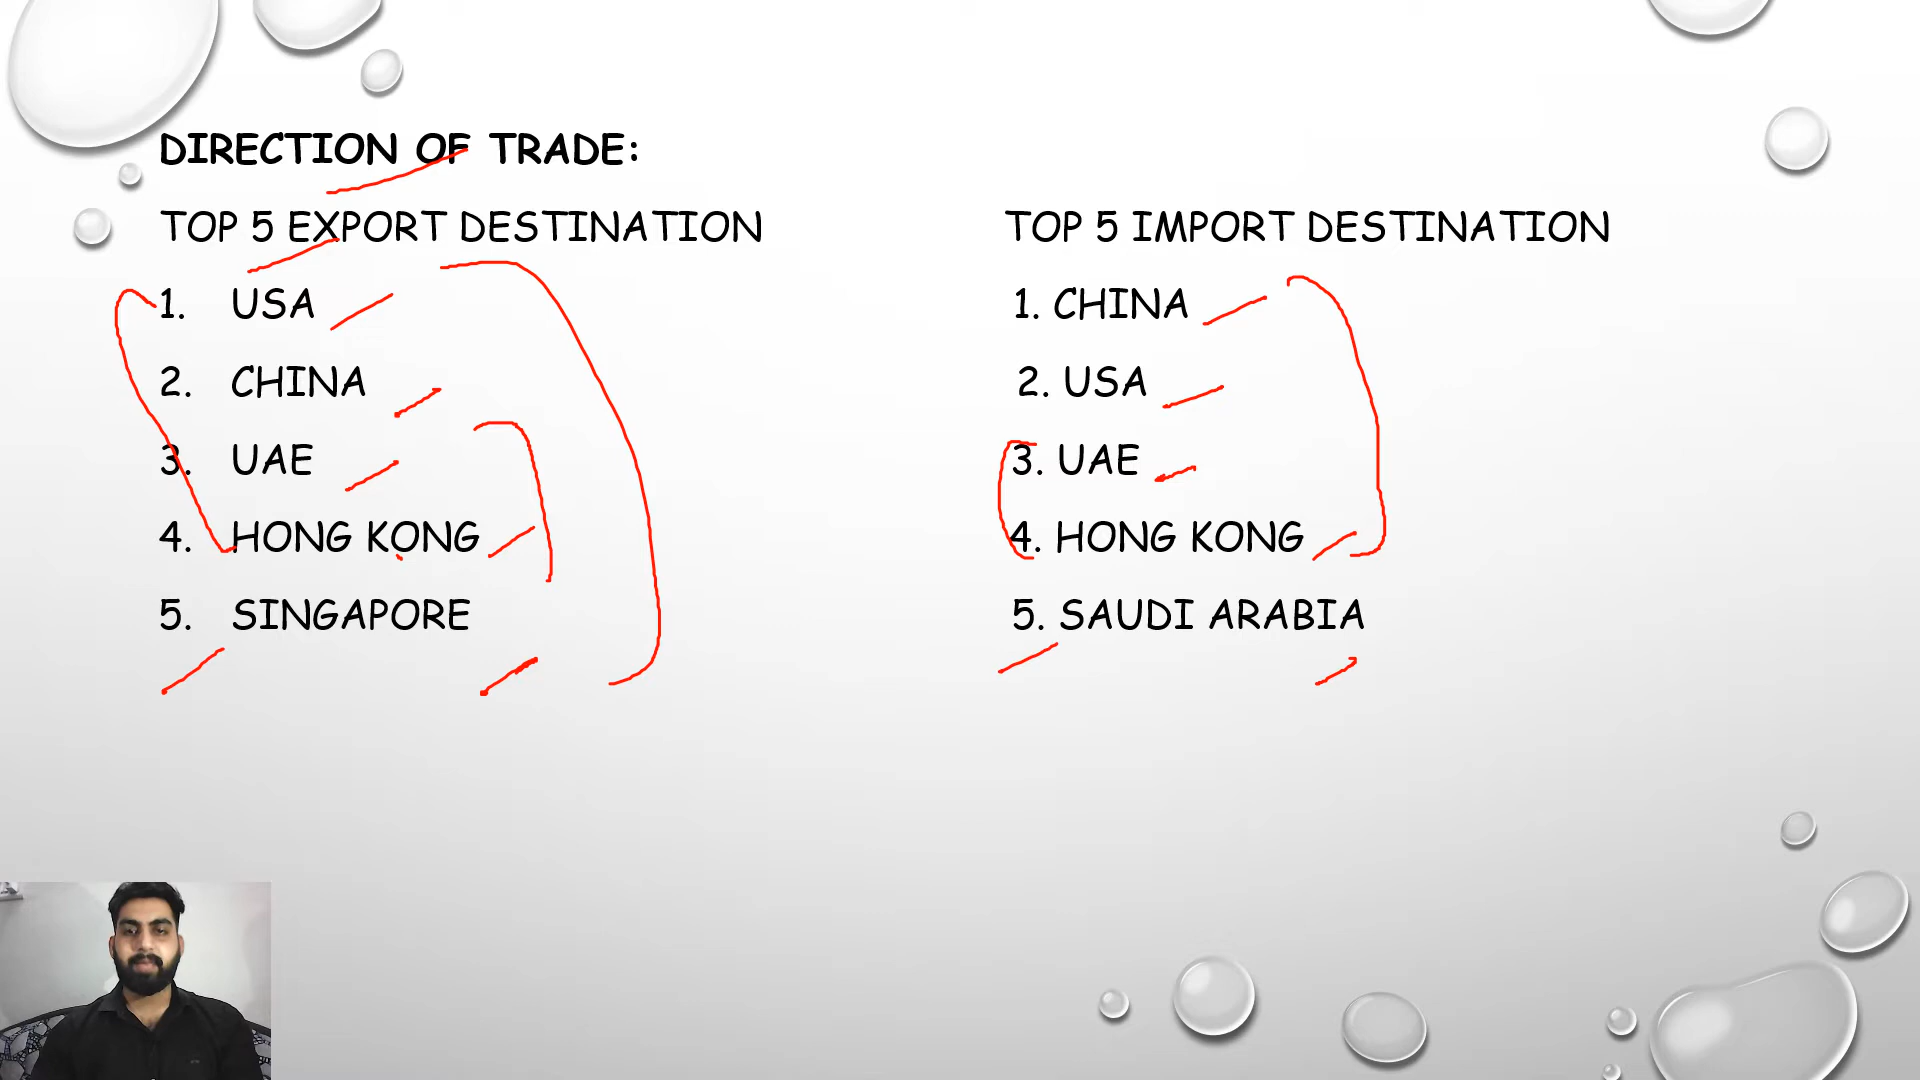 DIRECTION OF TRADE:
TOP 5 EXPORT DESTINATION
1. USA
2. CHINA
3. UAE
4. HONG KONG
5. SINGAPORE
TOP 5 IMPORT DESTINATION
1. CHINA
2. USA
3. UAE
4. HONG KONG
5. SAUDI ARABIA